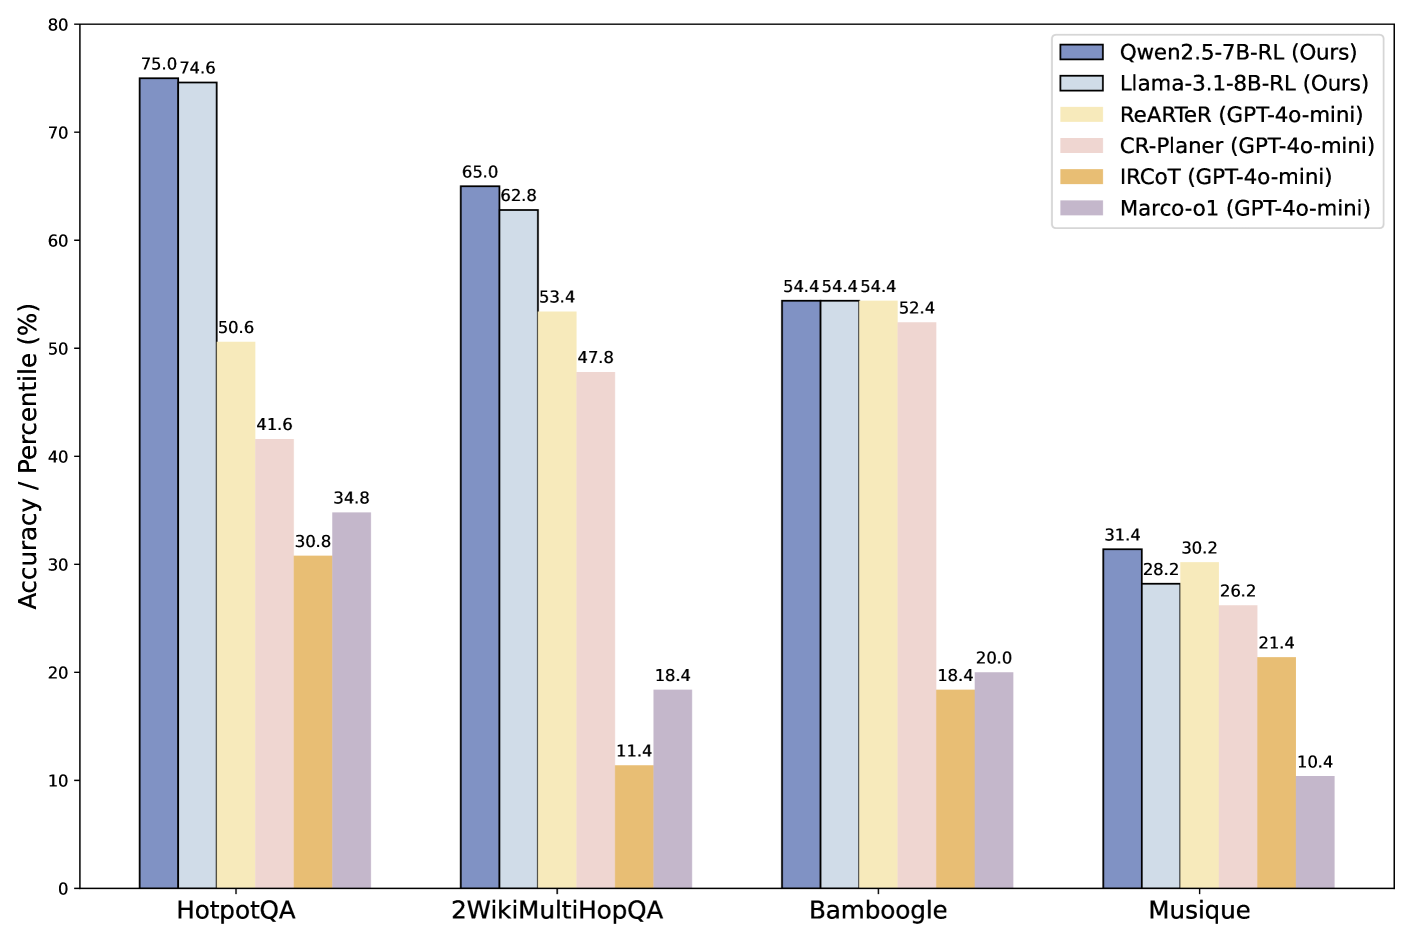 Accuracy / Percentile (%)
80
70
60
50
40
30
20
10
0
75.0 74.6 50.6 41.6 30.8 34.8
65.0 62.8 53.4 47.8 11.4 18.4
54.4 54.4 54.4 52.4 18.4 20.0
31.4 28.2 30.2 26.2 21.4 10.4
HotpotQA 2WikiMultiHopQA Bamboogle Musique
Qwen2.5-7B-RL (Ours)
Llama-3.1-8B-RL (Ours)
ReARTeR (GPT-4o-mini)
CR-Planer (GPT-4o-mini)
IRCoT (GPT-4o-mini)
Marco-o1 (GPT-4o-mini)